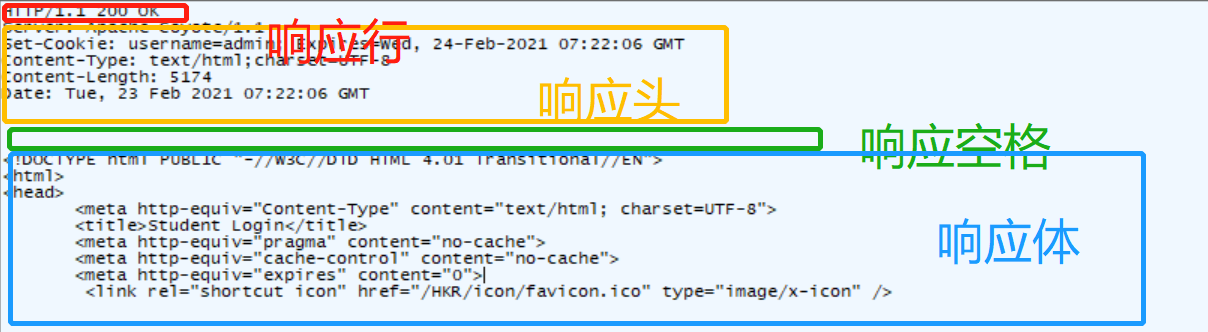 HTTP/1.1 200 OK
Server: Apache-Coyote/1.1
响应行
Set-Cookie: username=admin; Expires=Wed, 24-Feb-2021 07:22:06 GMT
Content-Type: text/html;charset=UTF-8
Content-Length: 5174
响应头
Date: Tue, 23 Feb 2021 07:22:06 GMT
响应空格
<!DOCTYPE html PUBLIC "-//W3C//DTD HTML 4.01 Transitional//EN">
<html>
<head>
<meta http-equiv="Content-Type" content="text/html; charset=UTF-8">
<title>Student Login</title>
<meta http-equiv="pragma" content="no-cache">
响应体
<meta http-equiv="cache-control" content="no-cache">
<meta http-equiv="expires" content="0">
<link rel="shortcut icon" href="/HKR/icon/favicon.ico" type="image/x-icon" />